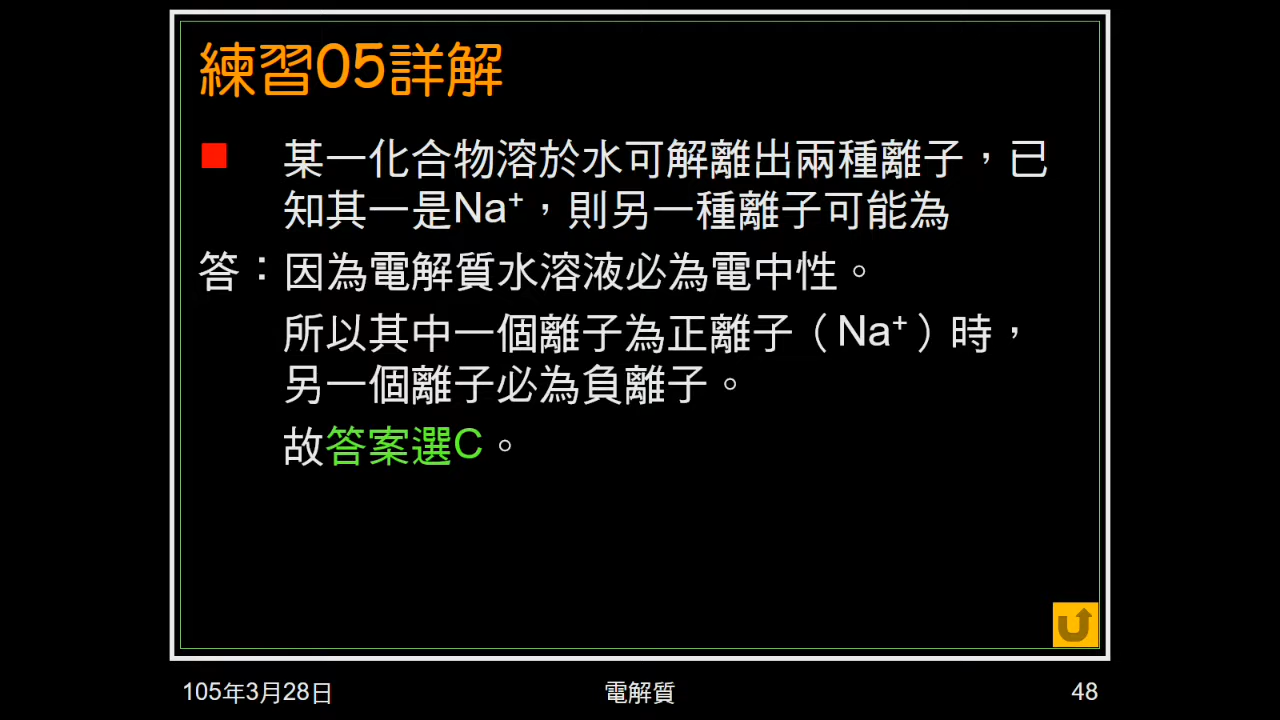 練習05詳解
某一化合物溶於水可解離出兩種離子，已
知其一是Na⁺，則另一種離子可能為
答：因為電解質水溶液必為電中性。
所以其中一個離子為正離子（Na⁺）時，
另一個離子必為負離子。
故答案選C。
105年3月28日
電解質
48